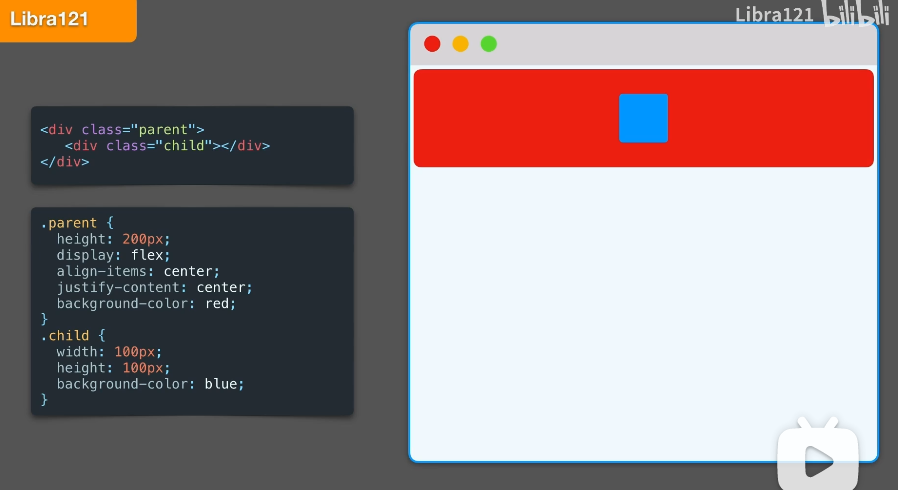 Libra121
Libra121 bilibili
<div class="parent">
<div class="child"></div>
</div>
.parent {
height: 200px;
display: flex;
align-items: center;
justify-content: center;
background-color: red;
}
.child {
width: 100px;
height: 100px;
background-color: blue;
}